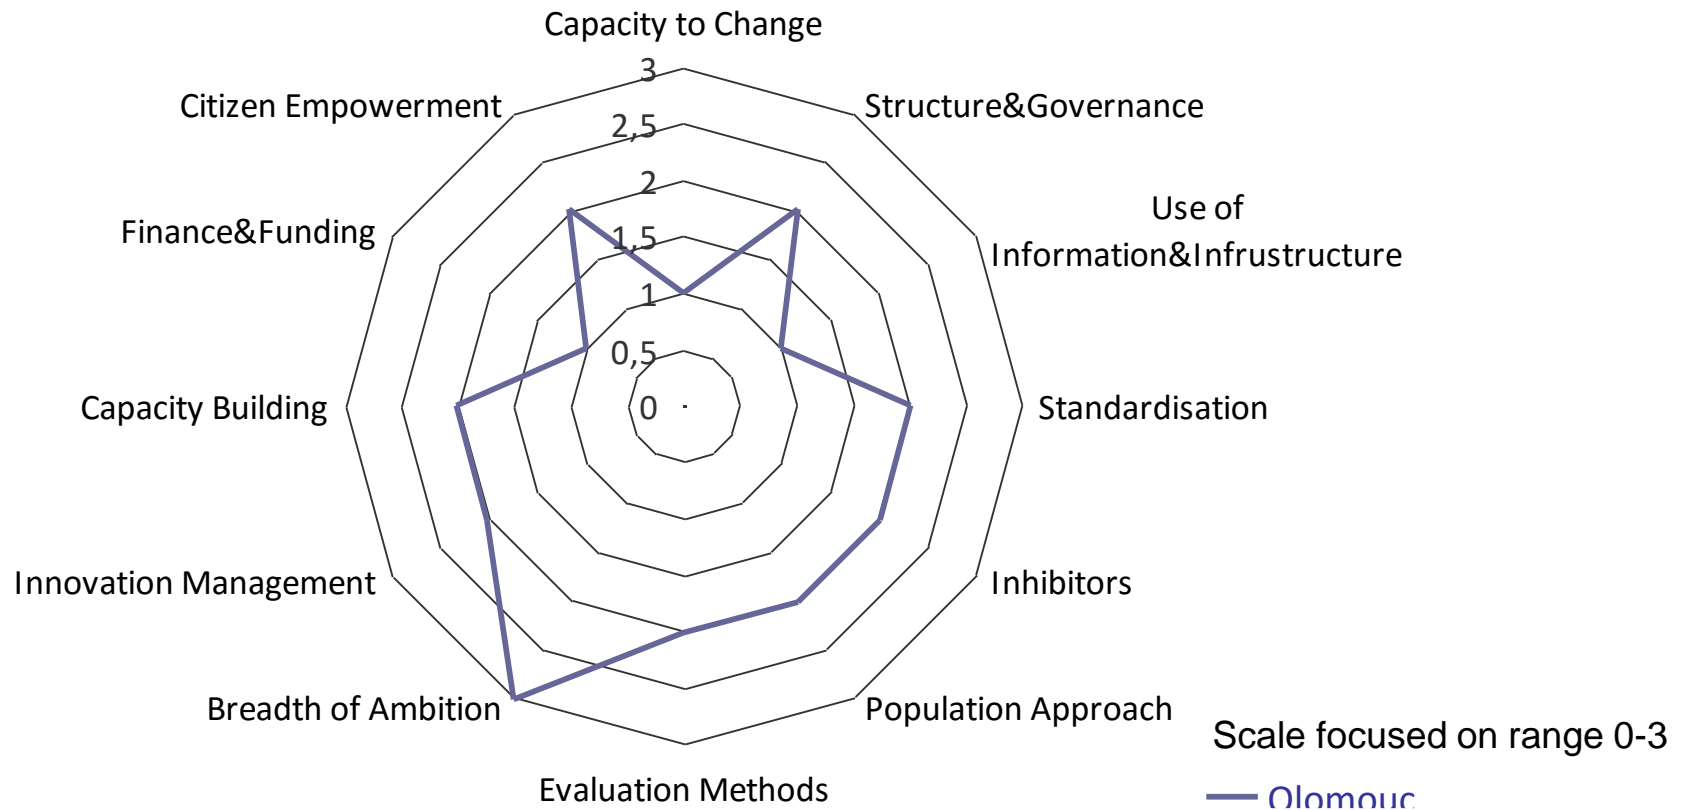 Capacity to Change
3
Citizen Empowerment
Structure&Governance
2,5
2
Use of
Information&Infrustructure
Finance&Funding
1,5
1
0,5
Capacity Building
0
Standardisation
Innovation Management
Inhibitors
Breadth of Ambition
Population Approach
Scale focused on range 0-3
Evaluation Methods
Olomouc